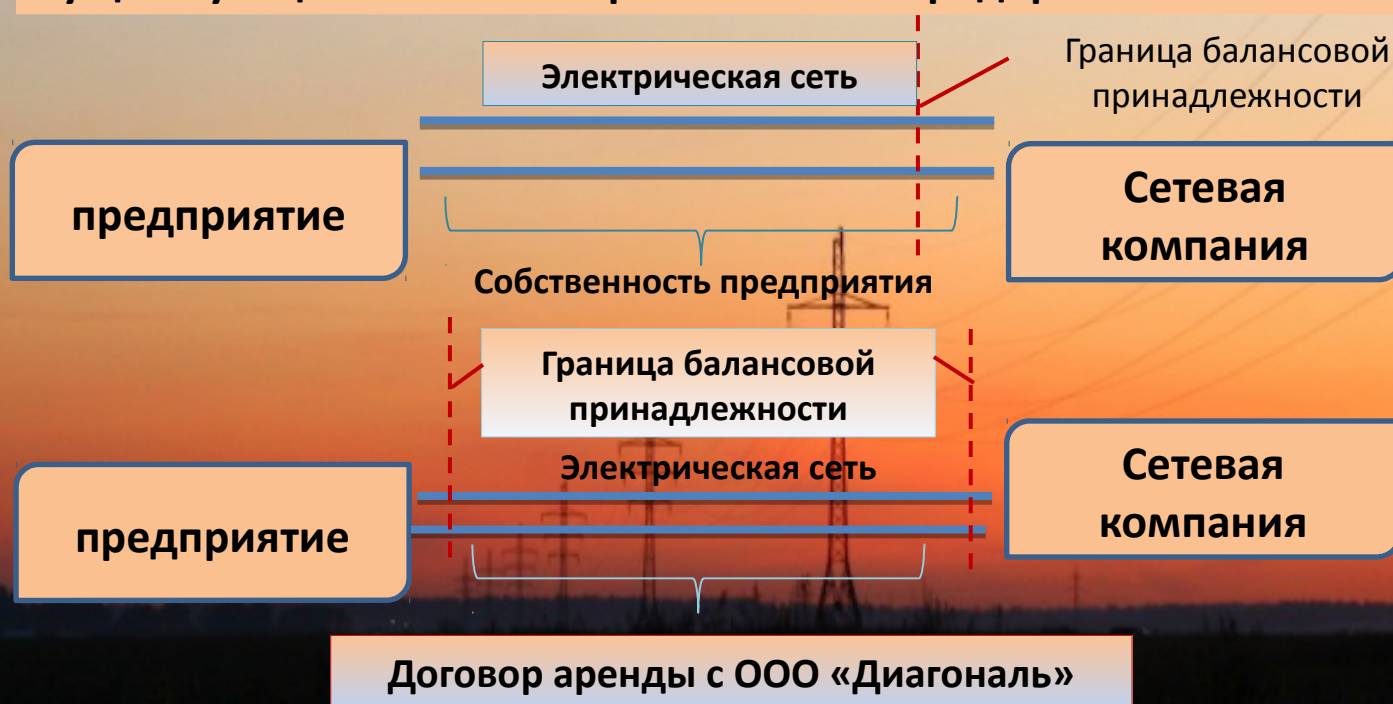 Электрическая сеть
Граница балансовой
принадлежности
предприятие
Сетевая
компания
Собственность предприятия
Граница балансовой
принадлежности
Электрическая сеть
предприятие
Сетевая
компания
Договор аренды с ООО «Диагональ»